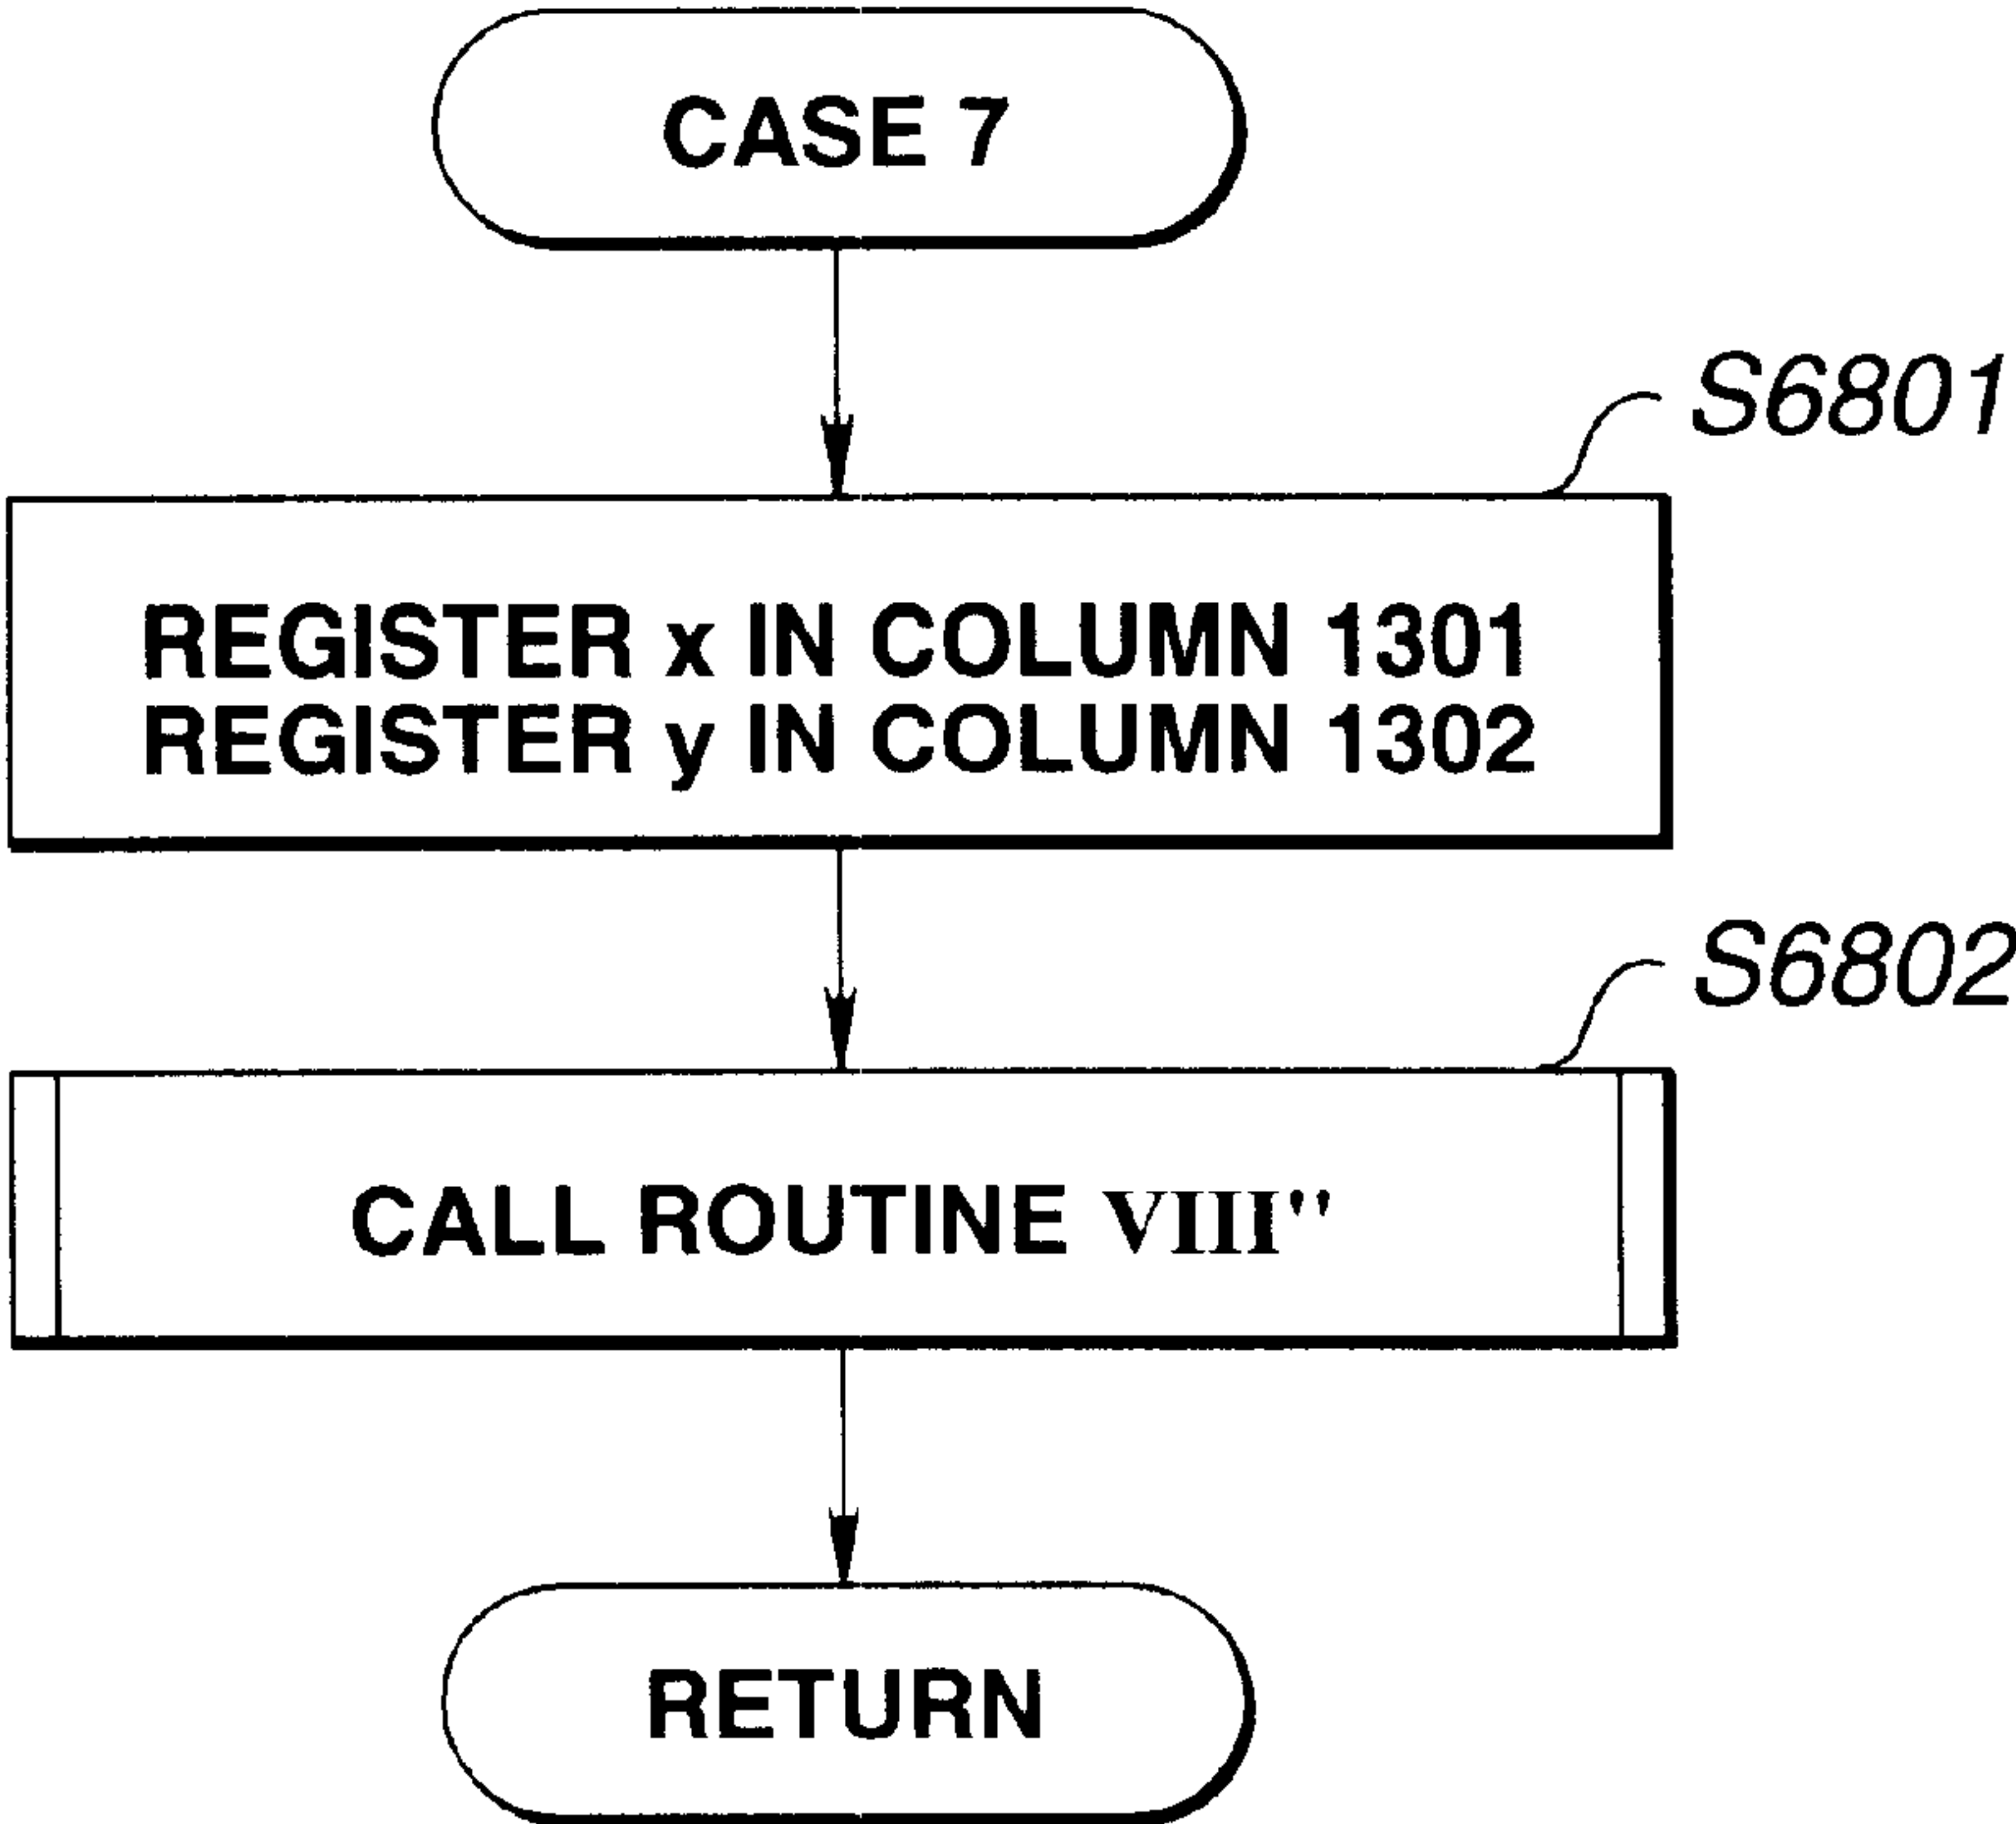 CASE 7
S6801
REGISTER x IN COLUMN 1301
REGISTER y IN COLUMN 1302
S6802
CALL ROUTINE VIII"
RETURN